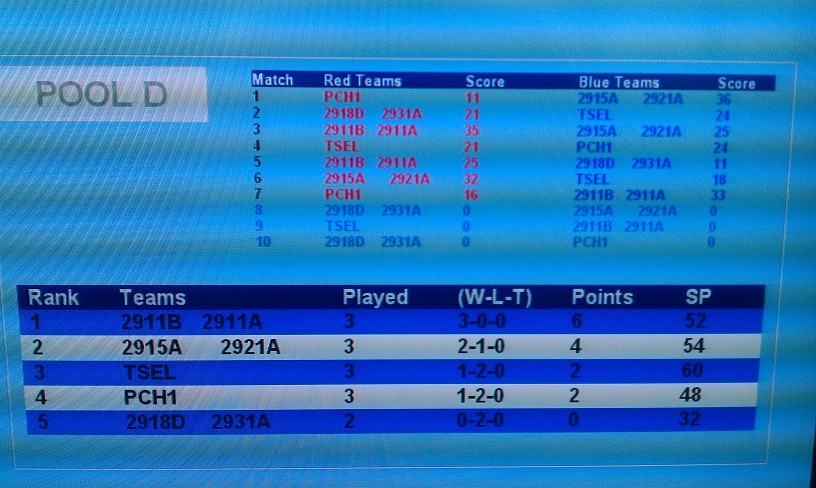 POOL D
Match Red Teams Score Blue Teams Score
1 PCH1 11 2915A 2921A 36
2 2918D 2931A 21 TSEL 24
3 2911B 2911A 35 2915A 2921A 25
4 TSEL 21 PCH1 24
5 2911B 2911A 25 2918D 2931A 11
6 2915A 2921A 32 TSEL 18
7 PCH1 16 2911B 2911A 33
8 2918D 2931A 0 2915A 2921A 0
9 TSEL 0 2911B 2911A 0
10 2918D 2931A 0 PCH1 0
Rank Teams Played (W-L-T) Points SP
1 2911B 2911A 3 3-0-0 6 52
2 2915A 2921A 3 2-1-0 4 54
3 TSEL 3 1-2-0 2 60
4 PCH1 3 1-2-0 2 48
5 2918D 2931A 2 0-2-0 0 32